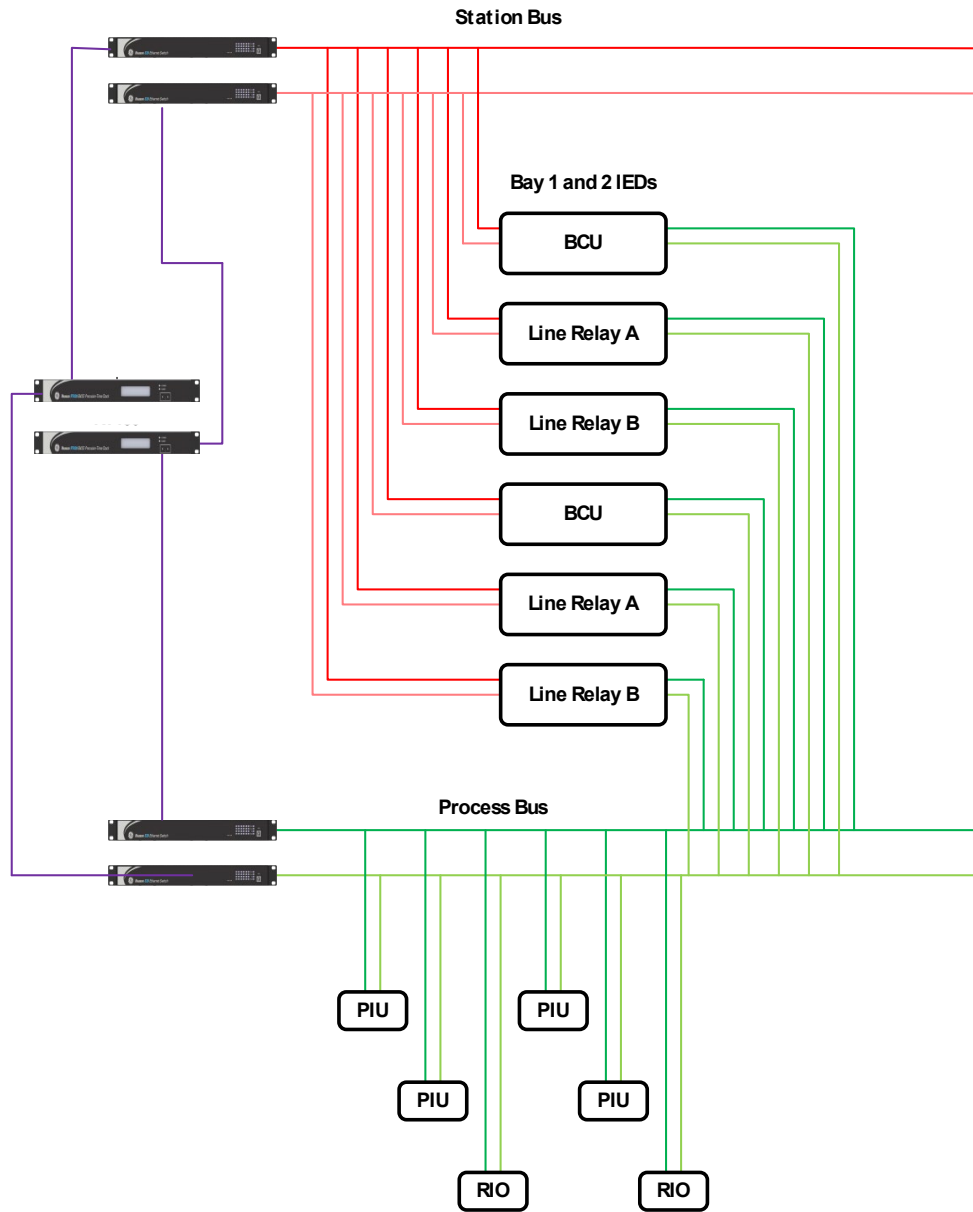 Station Bus
Bay 1 and 2 IEDs
BCU
Line Relay A
Line Relay B
BCU
Line Relay A
Line Relay B
Process Bus
PIU
PIU
PIU
PIU
RIO
RIO